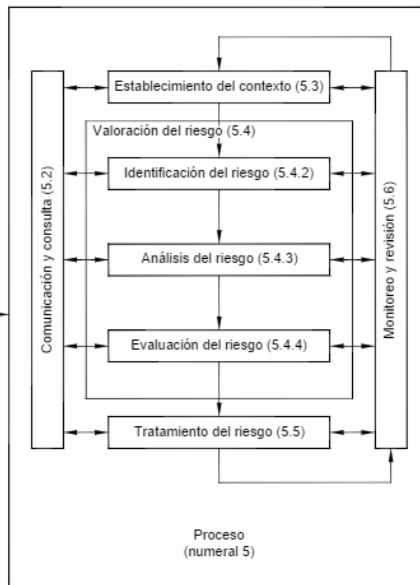 Establecimiento del contexto (5.3)
Valoración del riesgo (5.4)
Identificación del riesgo (5.4.2)
Análisis del riesgo (5.4.3)
Evaluación del riesgo (5.4.4)
Tratamiento del riesgo (5.5)
Comunicación y consulta (5.2)
Monitoreo y revisión (5.6)
Proceso
(numeral 5)